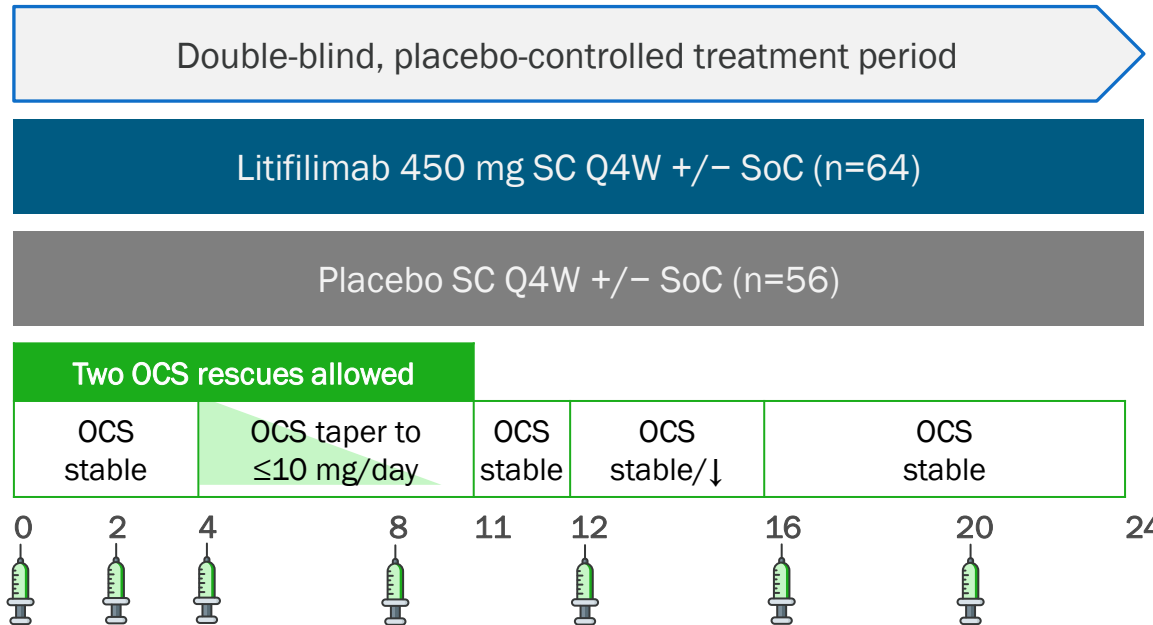 Double-blind, placebo-controlled treatment period
Litifilimab 450 mg SC Q4W +/− SoC (n=64)
Placebo SC Q4W +/− SoC (n=56)
Two OCS rescues allowed
OCS
stable
OCS taper to
≤10 mg/day
OCS
stable
OCS
stable/↓
OCS
stable
0 2 4 8 11 12 16 20 24